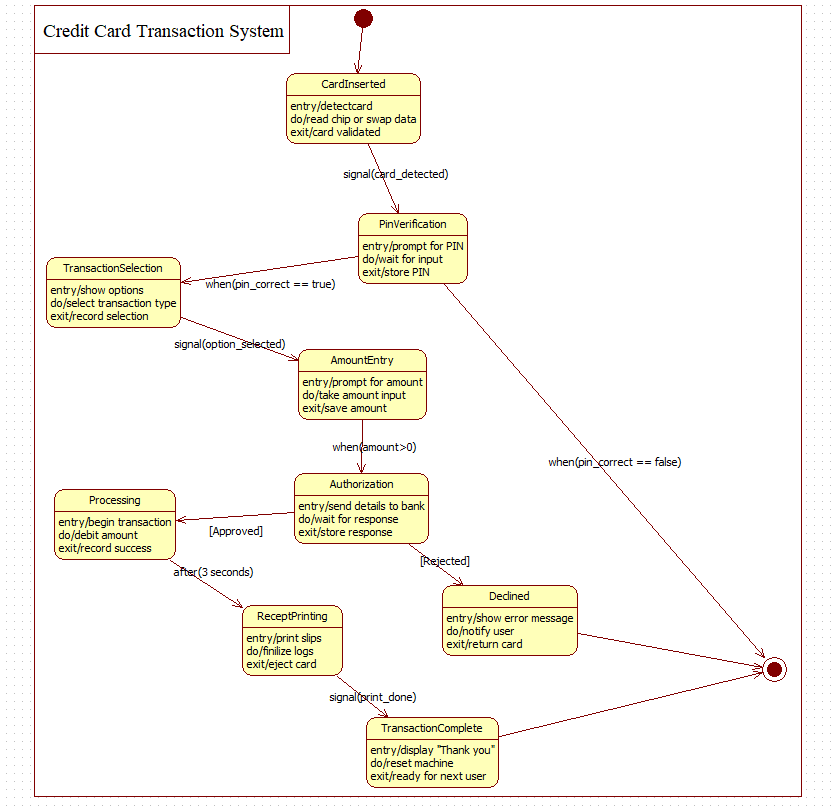 Credit Card Transaction System
CardInserted
entry/detectcard
do/read chip or swap data
exit/card validated
signal(card_detected)
PinVerification
entry/prompt for PIN
do/wait for input
exit/store PIN
when(pin_correct == true)
TransactionSelection
entry/show options
do/select transaction type
exit/record selection
signal(option_selected)
AmountEntry
entry/prompt for amount
do/take amount input
exit/save amount
when(amount>0)
when(pin_correct == false)
Authorization
entry/send details to bank
do/wait for response
exit/store response
Processing
entry/begin transaction
do/debit amount
exit/record success
[Approved]
[Rejected]
after(3 seconds)
Declined
entry/show error message
do/notify user
exit/return card
ReceptPrinting
entry/print slips
do/finilize logs
exit/eject card
signal(print_done)
TransactionComplete
entry/display "Thank you"
do/reset machine
exit/ready for next user